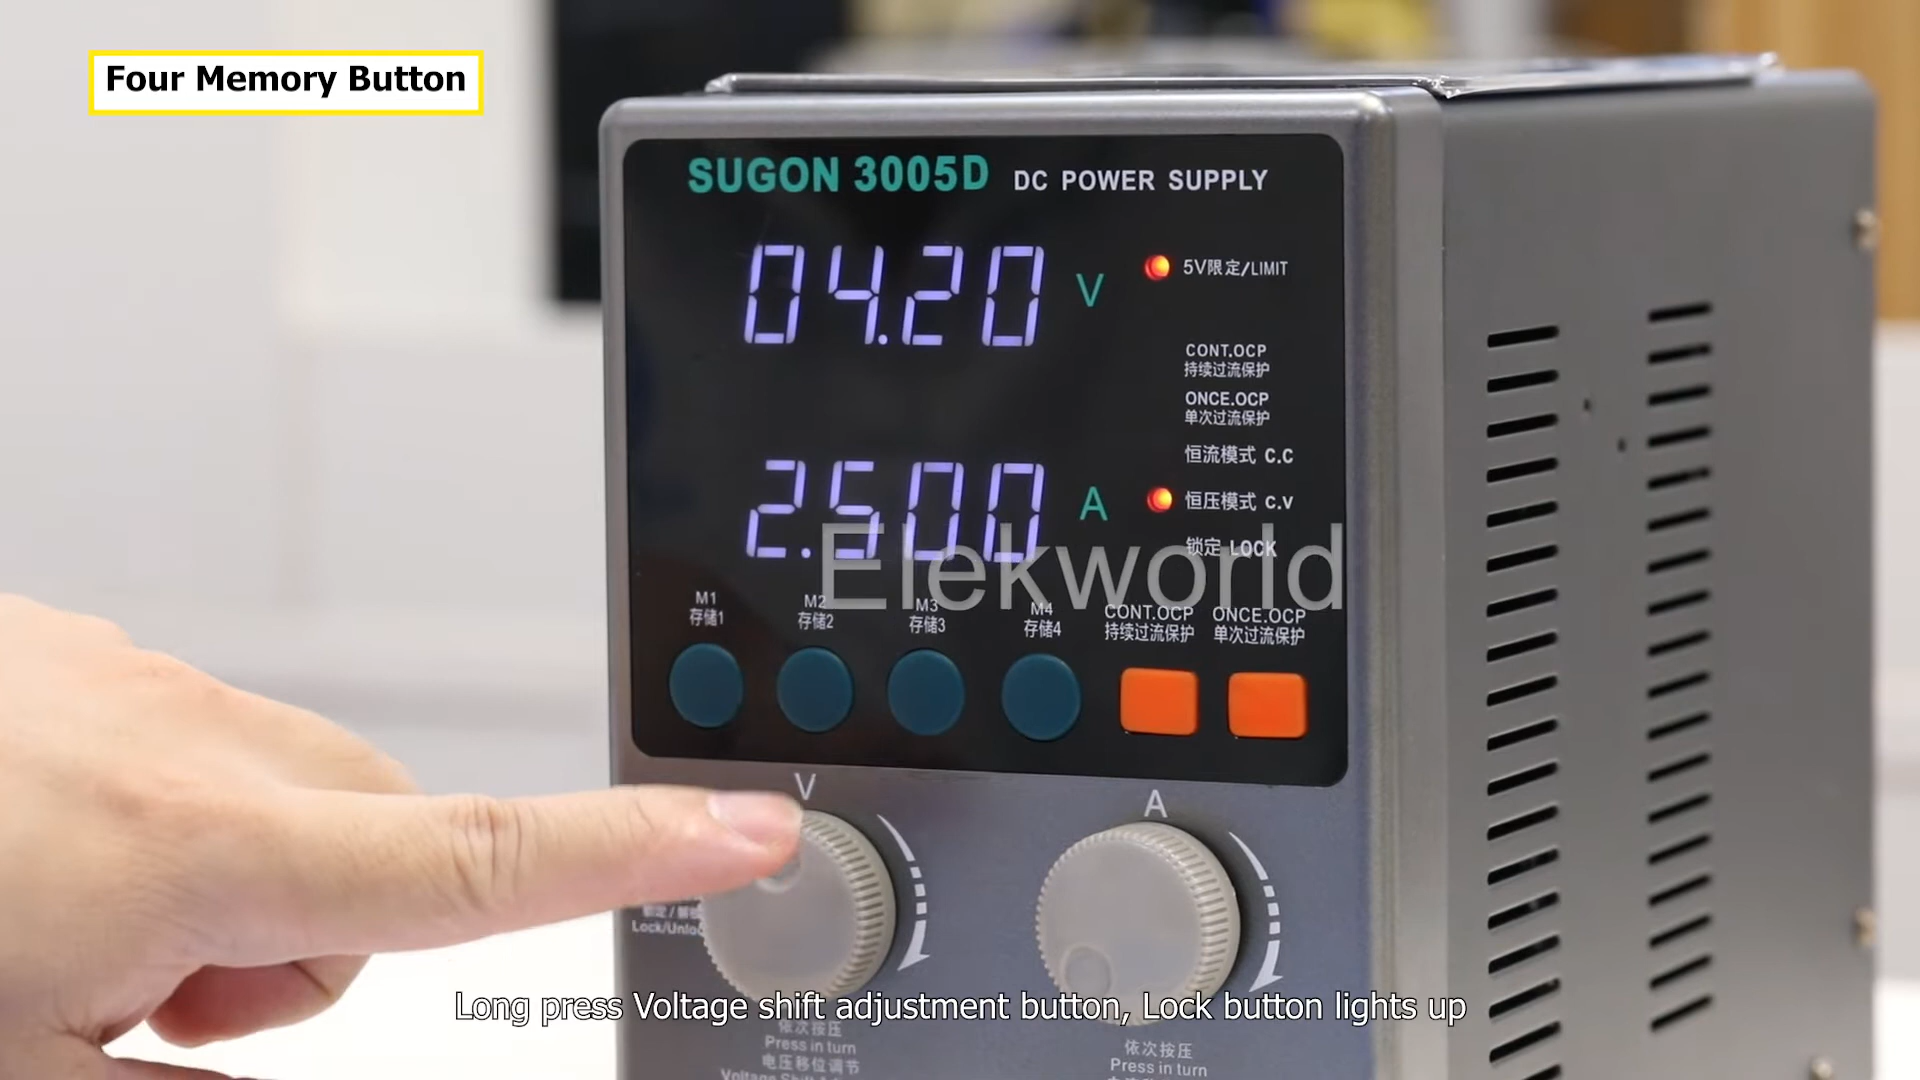 Four Memory Button
SUGON 3005D DC POWER SUPPLY
04.20 V
5V限定/LIMIT
CONT.OCP
持续过流保护
ONCE.OCP
单次过流保护
恒流模式 C.C
2.500 A
恒压模式 C.V
锁定 LOCK
Elekworld
M1
存储1
M2
存储2
M3
存储3
M4
存储4
CONT.OCP
持续过流保护
ONCE.OCP
单次过流保护
V
A
Long press Voltage shift adjustment button, Lock button lights up
依次按压
Press in turn
电压移位调节
依次按压
Press in turn